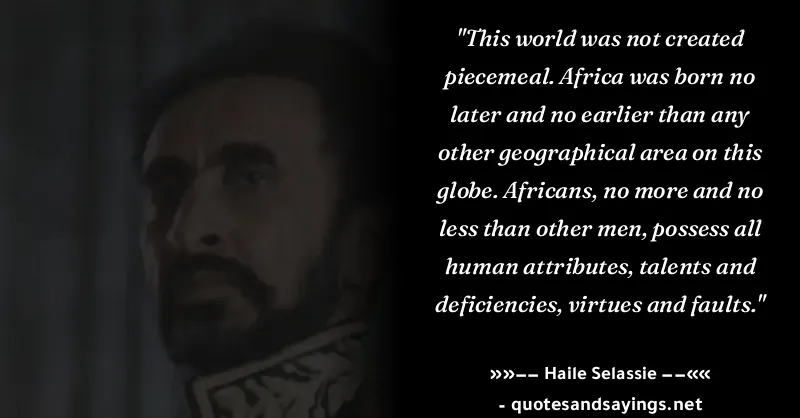 "This world was not created
piecemeal. Africa was born no
later and no earlier than any
other geographical area on this
globe. Africans, no more and no
less than other men, possess all
human attributes, talents and
deficiencies, virtues and faults."
»»–– Haile Selassie ––««
- quotesandsayings.net